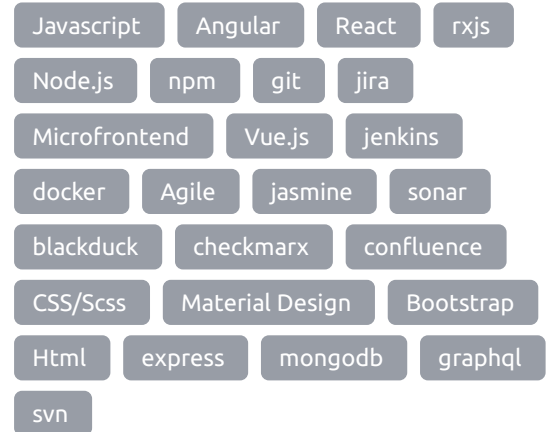 Javascript Angular React rxjs
Node.js npm git jira
Microfrontend Vue.js jenkins
docker Agile jasmine sonar
blackduck checkmarx confluence
CSS/Scss Material Design Bootstrap
Html express mongodb graphql
svn